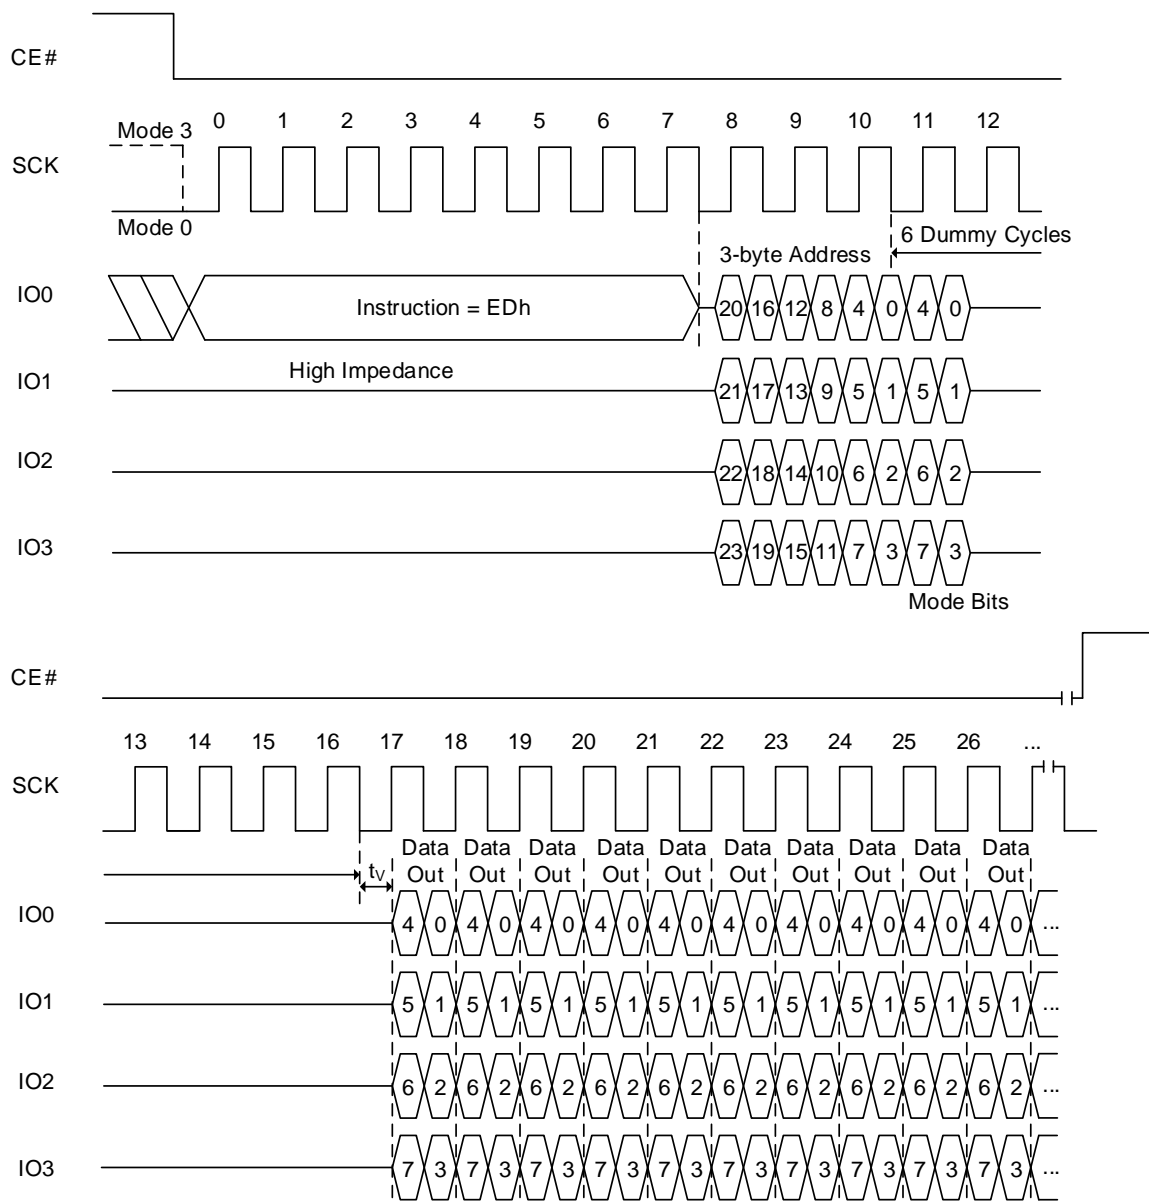 CE#
0 1 2 3 4 5 6 7 8 9 10 11 12
Mode 3
SCK
Mode 0
6 Dummy Cycles
3-byte Address
IO0
Instruction = EDh
20 16 12 8 4 0 4 0
High Impedance
IO1
21 17 13 9 5 1 5 1
IO2
22 18 14 10 6 2 6 2
IO3
23 19 15 11 7 3 7 3
Mode Bits
CE#
13 14 15 16 17 18 19 20 21 22 23 24 25 26 ...
SCK
tV
Data Data Data Data Data Data Data Data Data Data
Out Out Out Out Out Out Out Out Out Out
IO0
4 0 4 0 4 0 4 0 4 0 4 0 4 0 4 0 4 0 4 0 ...
IO1
5 1 5 1 5 1 5 1 5 1 5 1 5 1 5 1 5 1 5 1 ...
IO2
6 2 6 2 6 2 6 2 6 2 6 2 6 2 6 2 6 2 6 2 ...
IO3
7 3 7 3 7 3 7 3 7 3 7 3 7 3 7 3 7 3 7 3 ...